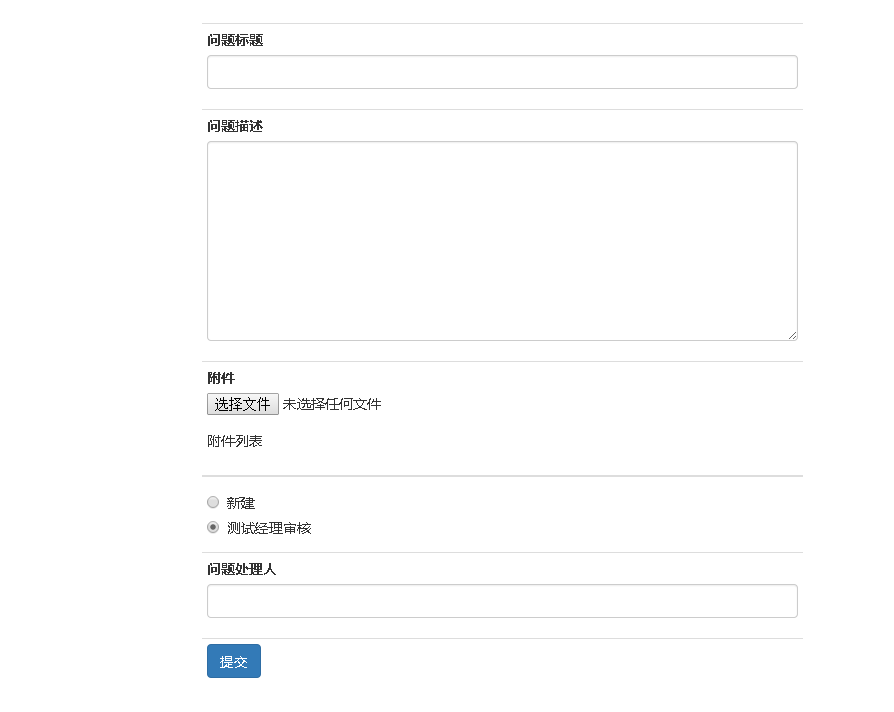 问题标题
问题描述
附件
选择文件 未选择任何文件
附件列表
新建
测试经理审核
问题处理人
提交